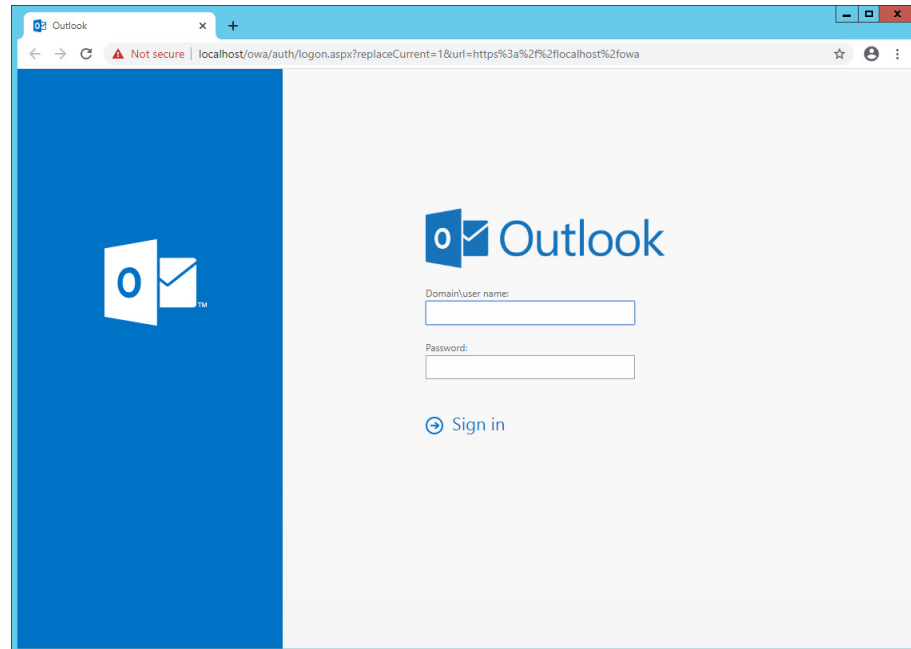 Outlook
Not secure | localhost/owa/auth/logon.aspx?replaceCurrent=1&url=https%3a%2f%2flocalhost%2fowa
O
TM
O Outlook
Domain\user name:
Password:
Sign in